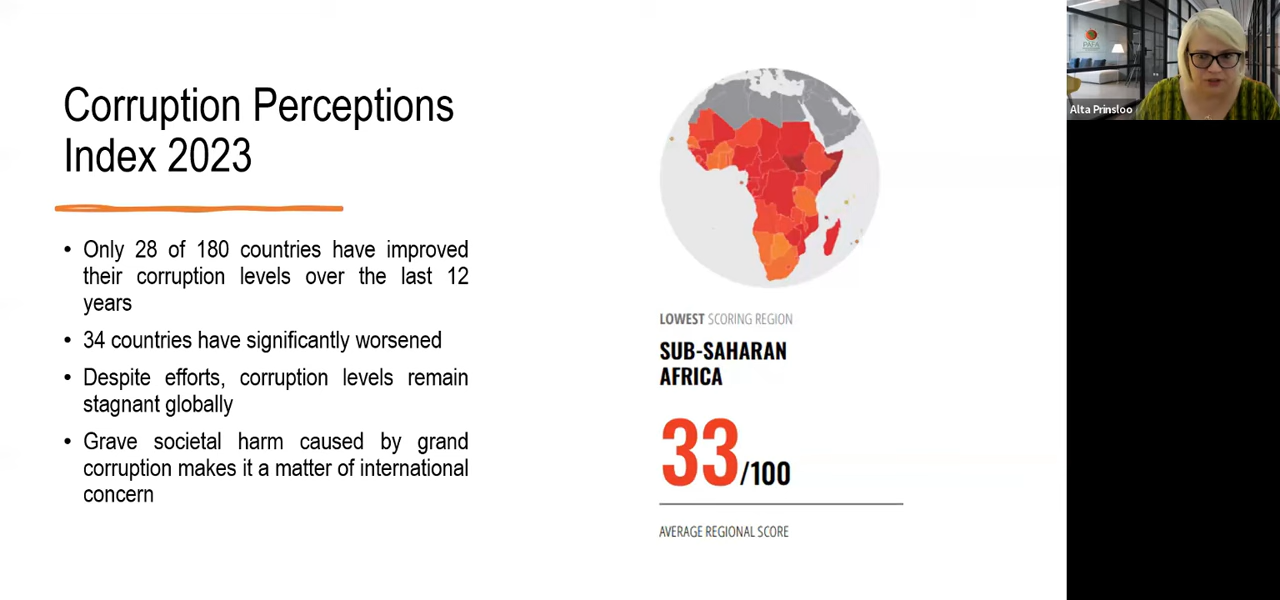 Corruption Perceptions
Index 2023
• Only 28 of 180 countries have improved
their corruption levels over the last 12
years
• 34 countries have significantly worsened
• Despite efforts, corruption levels remain
stagnant globally
• Grave societal harm caused by grand
corruption makes it a matter of international
concern
LOWEST SCORING REGION
SUB-SAHARAN
AFRICA
33/100
AVERAGE REGIONAL SCORE
PAFA
Alta Prinsloo